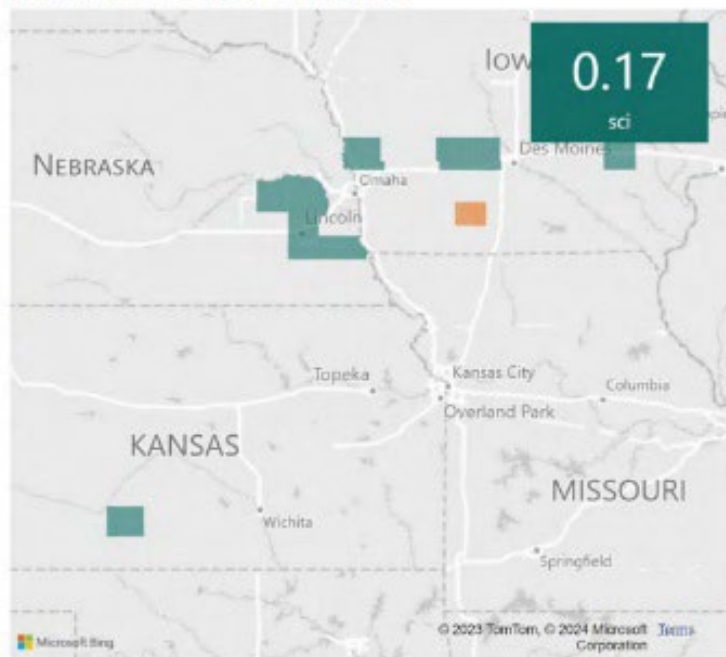 Iow
0.17
sci
Des Moines
NEBRASKA
Omaha
Lincoln
Topeka
Kansas City
Columbia
Overland Park
KANSAS
MISSOURI
Wichita
Springfield
Microsoft Bing
© 2023 TomTom, © 2024 Microsoft Corporation
Terms